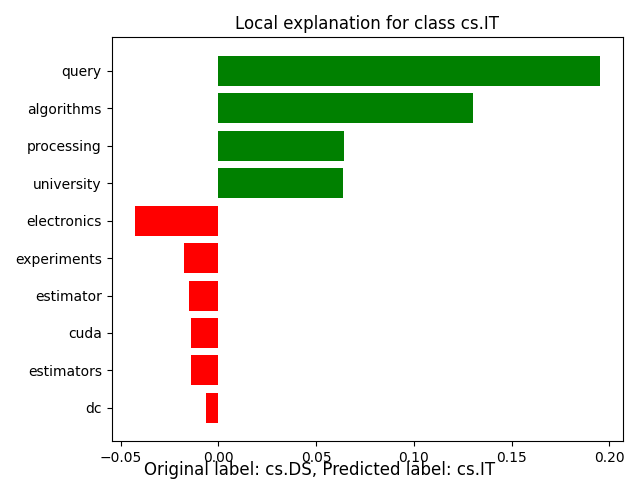 Local explanation for class cs.IT
query
algorithms
processing
university
electronics
experiments
estimator
cuda
estimators
dc
−0.05 0.00 0.05 0.10 0.15 0.20
Original label: cs.DS, Predicted label: cs.IT